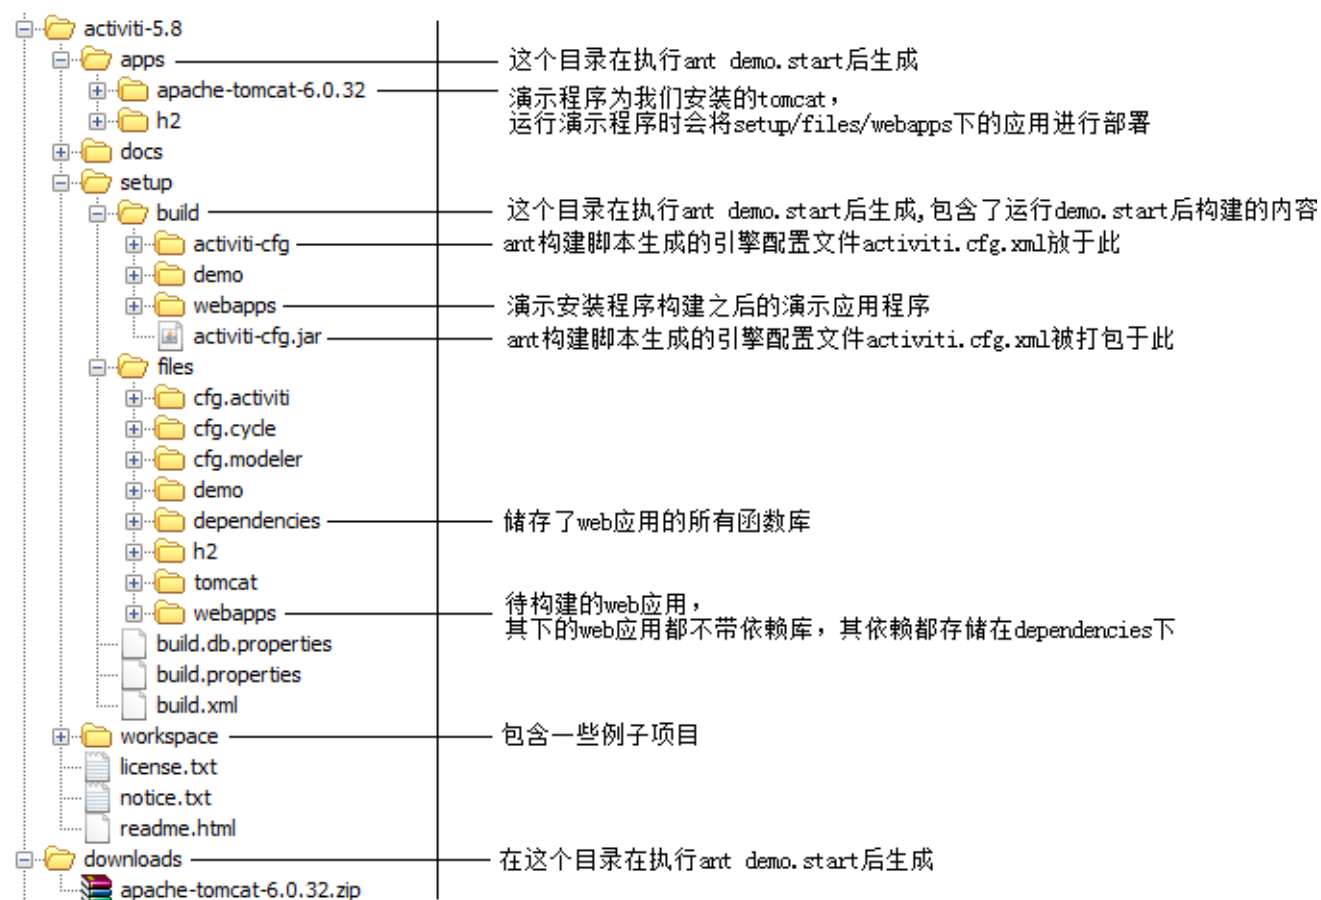 activiti-5.8
apps 这个目录在执行ant demo.start后生成
apache-tomcat-6.0.32 演示程序为我们安装的tomcat，
h2 运行演示程序时会将setup/files/webapps下的应用进行部署
docs
setup
build 这个目录在执行ant demo.start后生成,包含了运行demo.start后构建的内容
activiti-cfg ant构建脚本生成的引擎配置文件activiti.cfg.xml放于此
demo
webapps 演示安装程序构建之后的演示应用程序
activiti-cfg.jar ant构建脚本生成的引擎配置文件activiti.cfg.xml被打包于此
files
cfg.activiti
cfg.cycle
cfg.modeler
demo
dependencies 储存了web应用的所有函数库
h2
tomcat
webapps 待构建的web应用，
其下的web应用都不带依赖库，其依赖都存储在dependencies下
build.db.properties
build.properties
build.xml
workspace 包含一些例子项目
license.txt
notice.txt
readme.html
downloads 在这个目录在执行ant demo.start后生成
apache-tomcat-6.0.32.zip